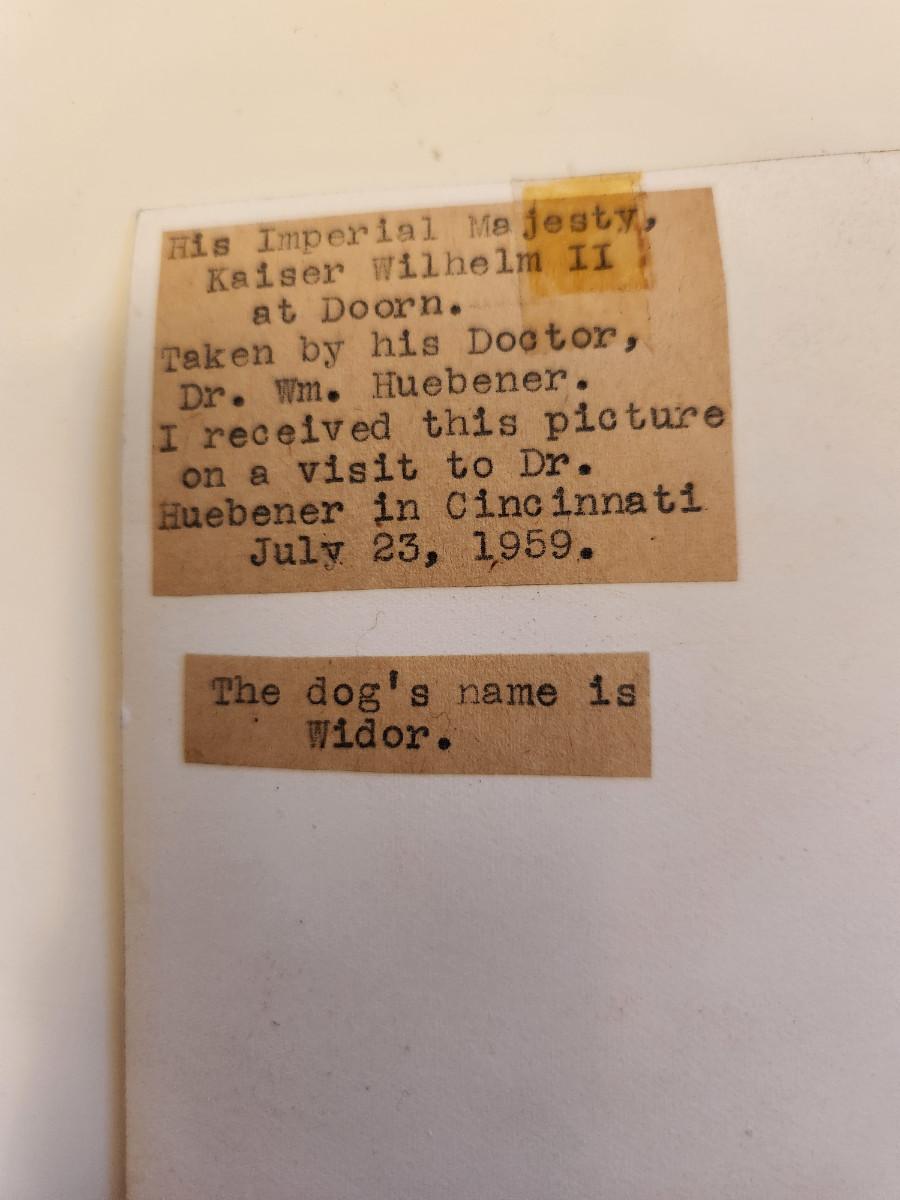 His Imperial Majesty,
Kaiser Wilhelm II
at Doorn.
Taken by his Doctor,
Dr. Wm. Huebener.
I received this picture
on a visit to Dr.
Huebener in Cincinnati
July 23, 1959.
The dog's name is
Widor.